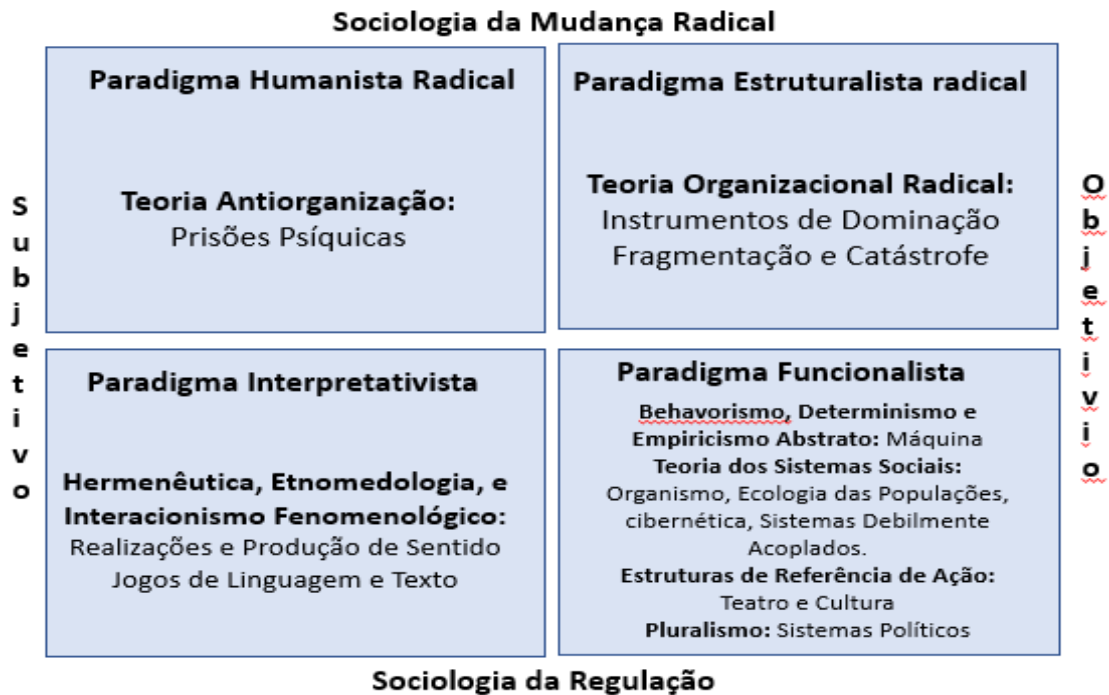 Sociologia da Mudança Radical
Paradigma Humanista Radical
Teoria Antiorganização:
Prisões Psíquicas
Paradigma Estruturalista radical
Teoria Organizacional Radical:
Instrumentos de Dominação
Fragmentação e Catástrofe
Subjetivo
Objetivio
Paradigma Interpretativista
Hermenêutica, Etnomedologia, e
Interacionismo Fenomenológico:
Realizações e Produção de Sentido
Jogos de Linguagem e Texto
Paradigma Funcionalista
Behavorismo, Determinismo e
Empiricismo Abstrato: Máquina
Teoria dos Sistemas Sociais:
Organismo, Ecologia das Populações,
cibernética, Sistemas Debilmente
Acoplados.
Estruturas de Referência de Ação:
Teatro e Cultura
Pluralismo: Sistemas Políticos
Sociologia da Regulação